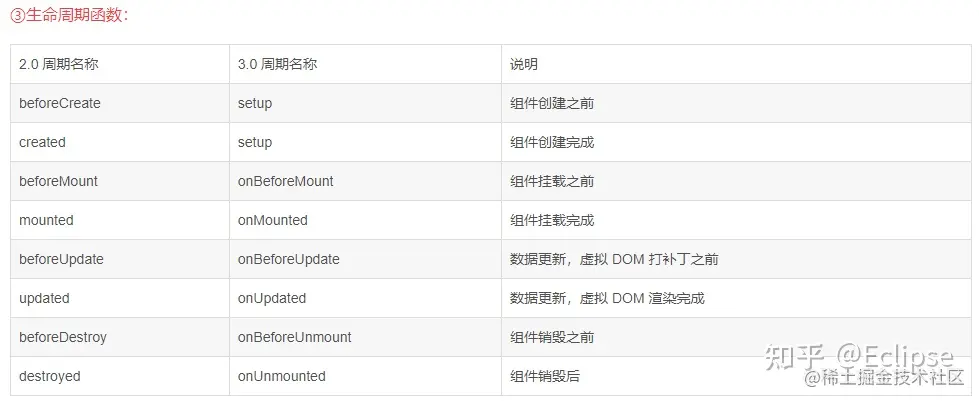 ③生命周期函数：
2.0 周期名称 3.0 周期名称 说明
beforeCreate setup 组件创建之前
created setup 组件创建完成
beforeMount onBeforeMount 组件挂载之前
mounted onMounted 组件挂载完成
beforeUpdate onBeforeUpdate 数据更新，虚拟 DOM 打补丁之前
updated onUpdated 数据更新，虚拟 DOM 渲染完成
beforeDestroy onBeforeUnmount 组件销毁之前
destroyed onUnmounted 组件销毁后
知乎 @Eclipse
@稀土掘金技术社区